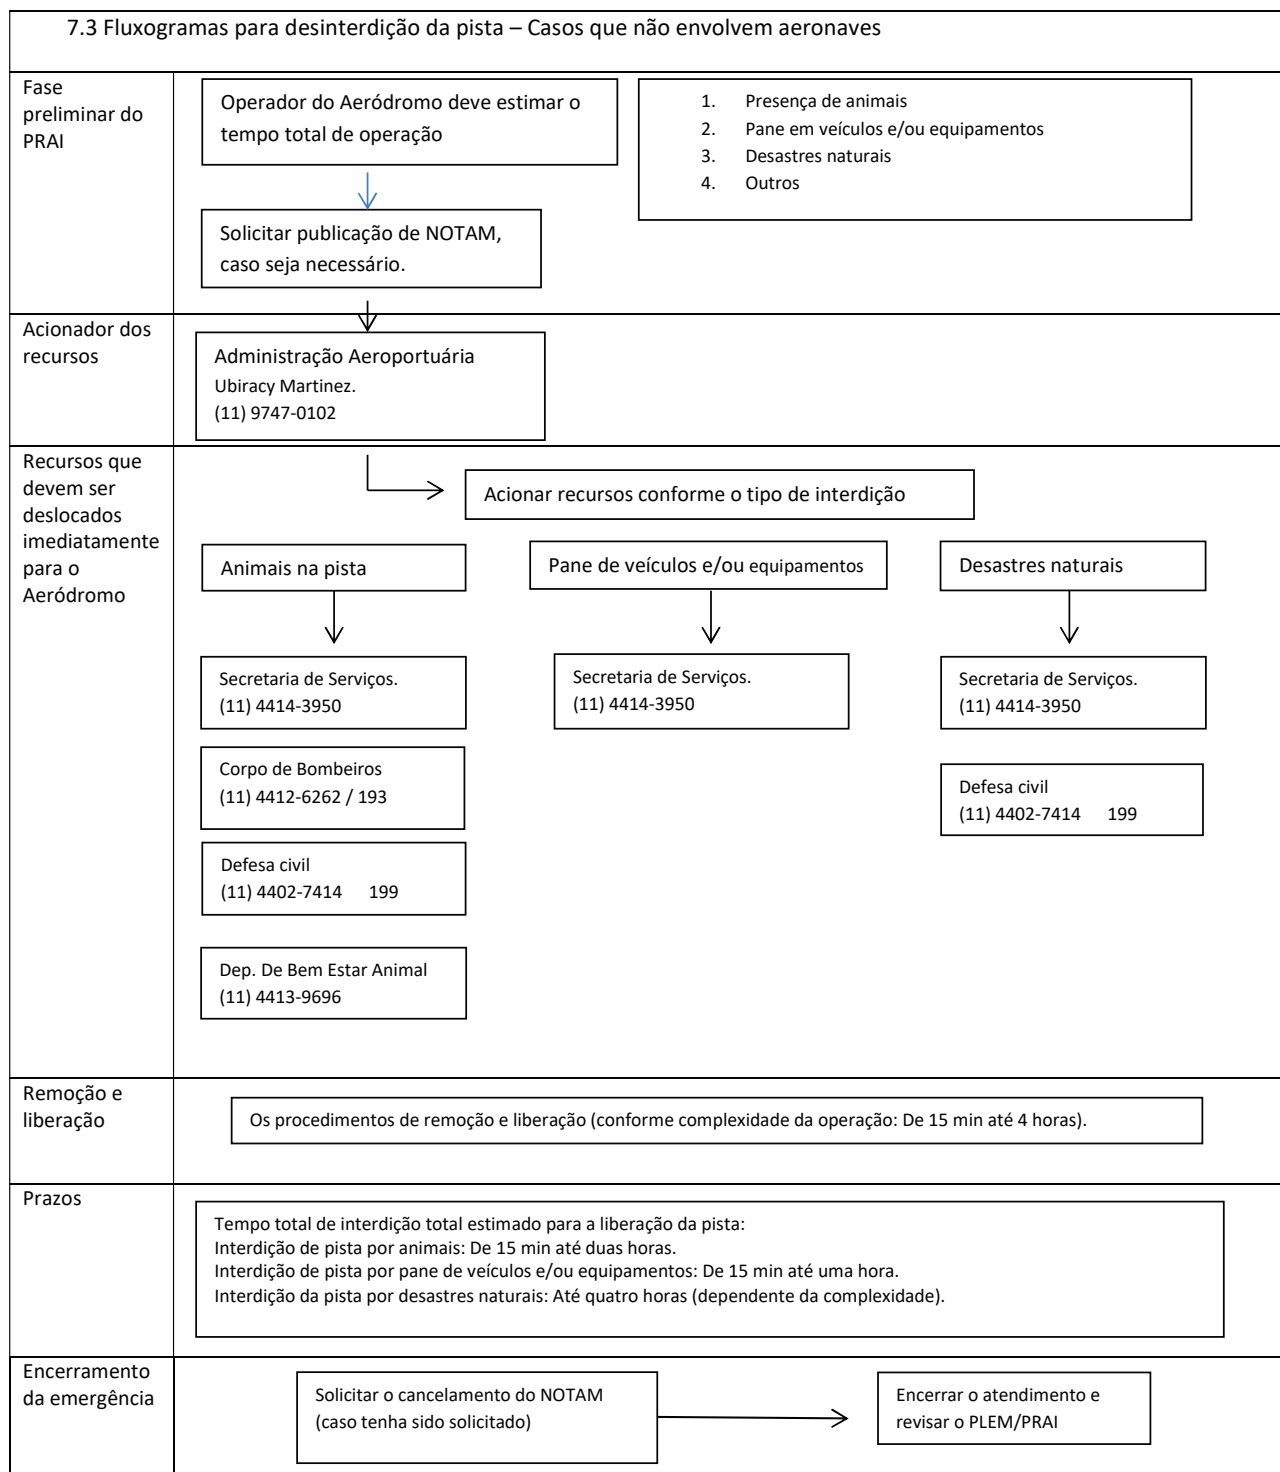 7.3 Fluxogramas para desinterdição da pista – Casos que não envolvem aeronaves
Fase
preliminar do
PRAI
Operador do Aeródromo deve estimar o
tempo total de operação
1. Presença de animais
2. Pane em veículos e/ou equipamentos
3. Desastres naturais
4. Outros
Solicitar publicação de NOTAM,
caso seja necessário.
Acionador dos
recursos
Administração Aeroportuária
Ubiracy Martinez.
(11) 9747-0102
Recursos que
devem ser
deslocados
imediatamente
para o
Aeródromo
Acionar recursos conforme o tipo de interdição
Animais na pista
Pane de veículos e/ou equipamentos
Desastres naturais
Secretaria de Serviços.
(11) 4414-3950
Secretaria de Serviços.
(11) 4414-3950
Secretaria de Serviços.
(11) 4414-3950
Corpo de Bombeiros
(11) 4412-6262 / 193
Defesa civil
(11) 4402-7414 199
Defesa civil
(11) 4402-7414 199
Dep. De Bem Estar Animal
(11) 4413-9696
Remoção e
liberação
Os procedimentos de remoção e liberação (conforme complexidade da operação: De 15 min até 4 horas).
Prazos
Tempo total de interdição total estimado para a liberação da pista:
Interdição de pista por animais: De 15 min até duas horas.
Interdição de pista por pane de veículos e/ou equipamentos: De 15 min até uma hora.
Interdição da pista por desastres naturais: Até quatro horas (dependente da complexidade).
Encerramento
da emergência
Solicitar o cancelamento do NOTAM
(caso tenha sido solicitado)
Encerrar o atendimento e
revisar o PLEM/PRAI